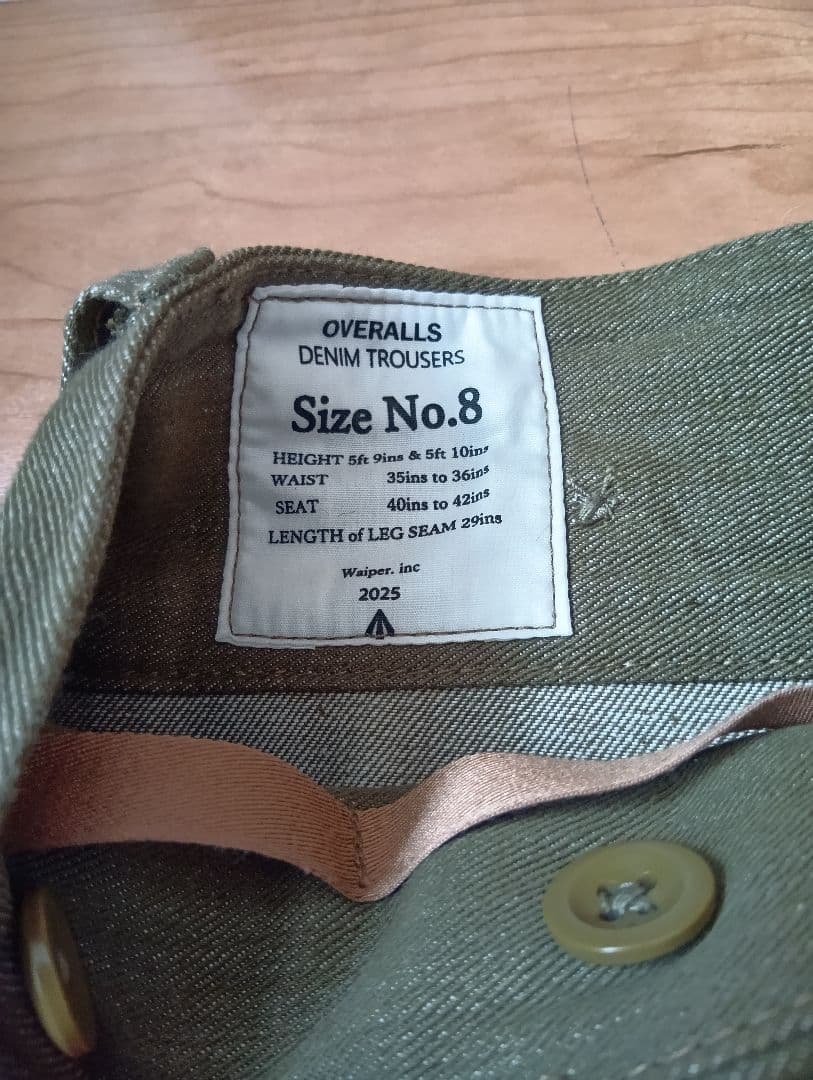 OVERALLS
DENIM TROUSERS
Size No.8
HEIGHT 5ft 9ins & 5ft 10ins
WAIST 35ins to 36ins
SEAT 40ins to 42ins
LENGTH of LEG SEAM 29ins
Waiper. inc
2025